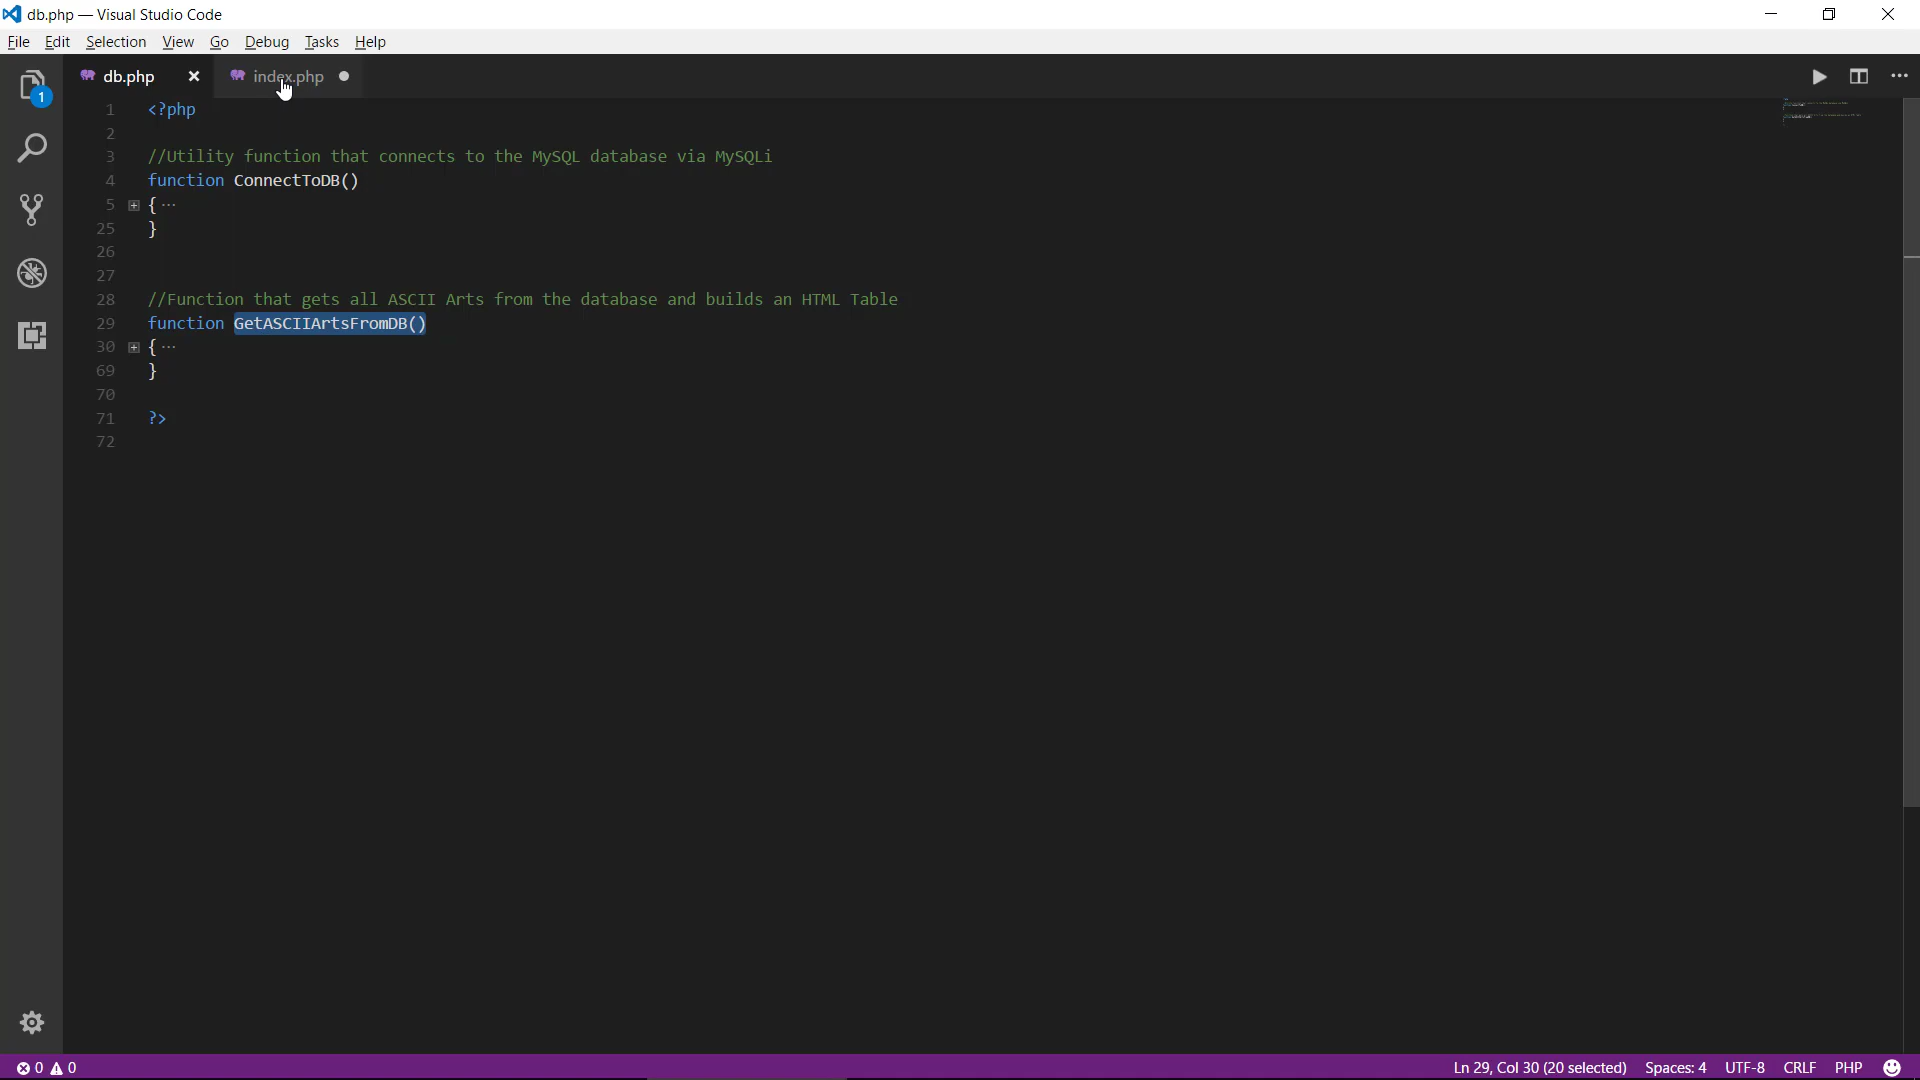 db.php — Visual Studio Code
File Edit Selection View Go Debug Tasks Help
1
db.php index.php
1 <?php
2
3 //Utility function that connects to the MySQL database via MySQLi
4 function ConnectToDB()
5 { ···
25 }
26
27
28 //Function that gets all ASCII Arts from the database and builds an HTML Table
29 function GetASCIIArtsFromDB()
30 { ···
69 }
70
71 ?>
72
0 0 Ln 29, Col 30 (20 selected) Spaces: 4 UTF-8 CRLF PHP